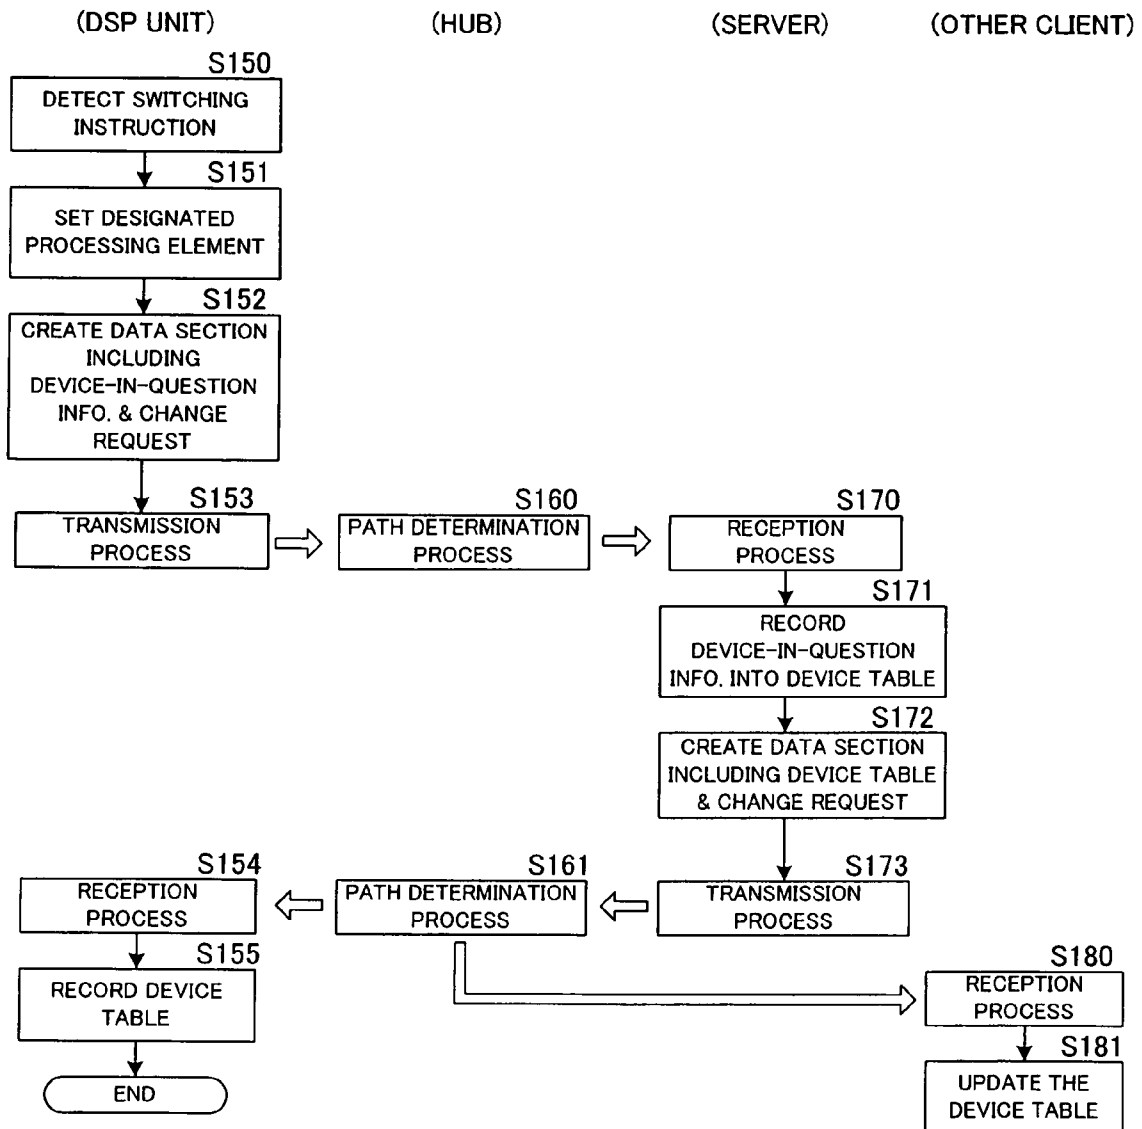 (DSP UNIT)
(HUB)
(SERVER)
(OTHER CLIENT)
S150
DETECT SWITCHING
INSTRUCTION
S151
SET DESIGNATED
PROCESSING ELEMENT
S152
CREATE DATA SECTION
INCLUDING
DEVICE-IN-QUESTION
INFO. & CHANGE
REQUEST
S153
TRANSMISSION
PROCESS
S160
PATH DETERMINATION
PROCESS
S170
RECEPTION
PROCESS
S171
RECORD
DEVICE-IN-QUESTION
INFO. INTO DEVICE TABLE
S172
CREATE DATA SECTION
INCLUDING DEVICE TABLE
& CHANGE REQUEST
S173
TRANSMISSION
PROCESS
S161
PATH DETERMINATION
PROCESS
S154
RECEPTION
PROCESS
S155
RECORD DEVICE
TABLE
END
S180
RECEPTION
PROCESS
S181
UPDATE THE
DEVICE TABLE